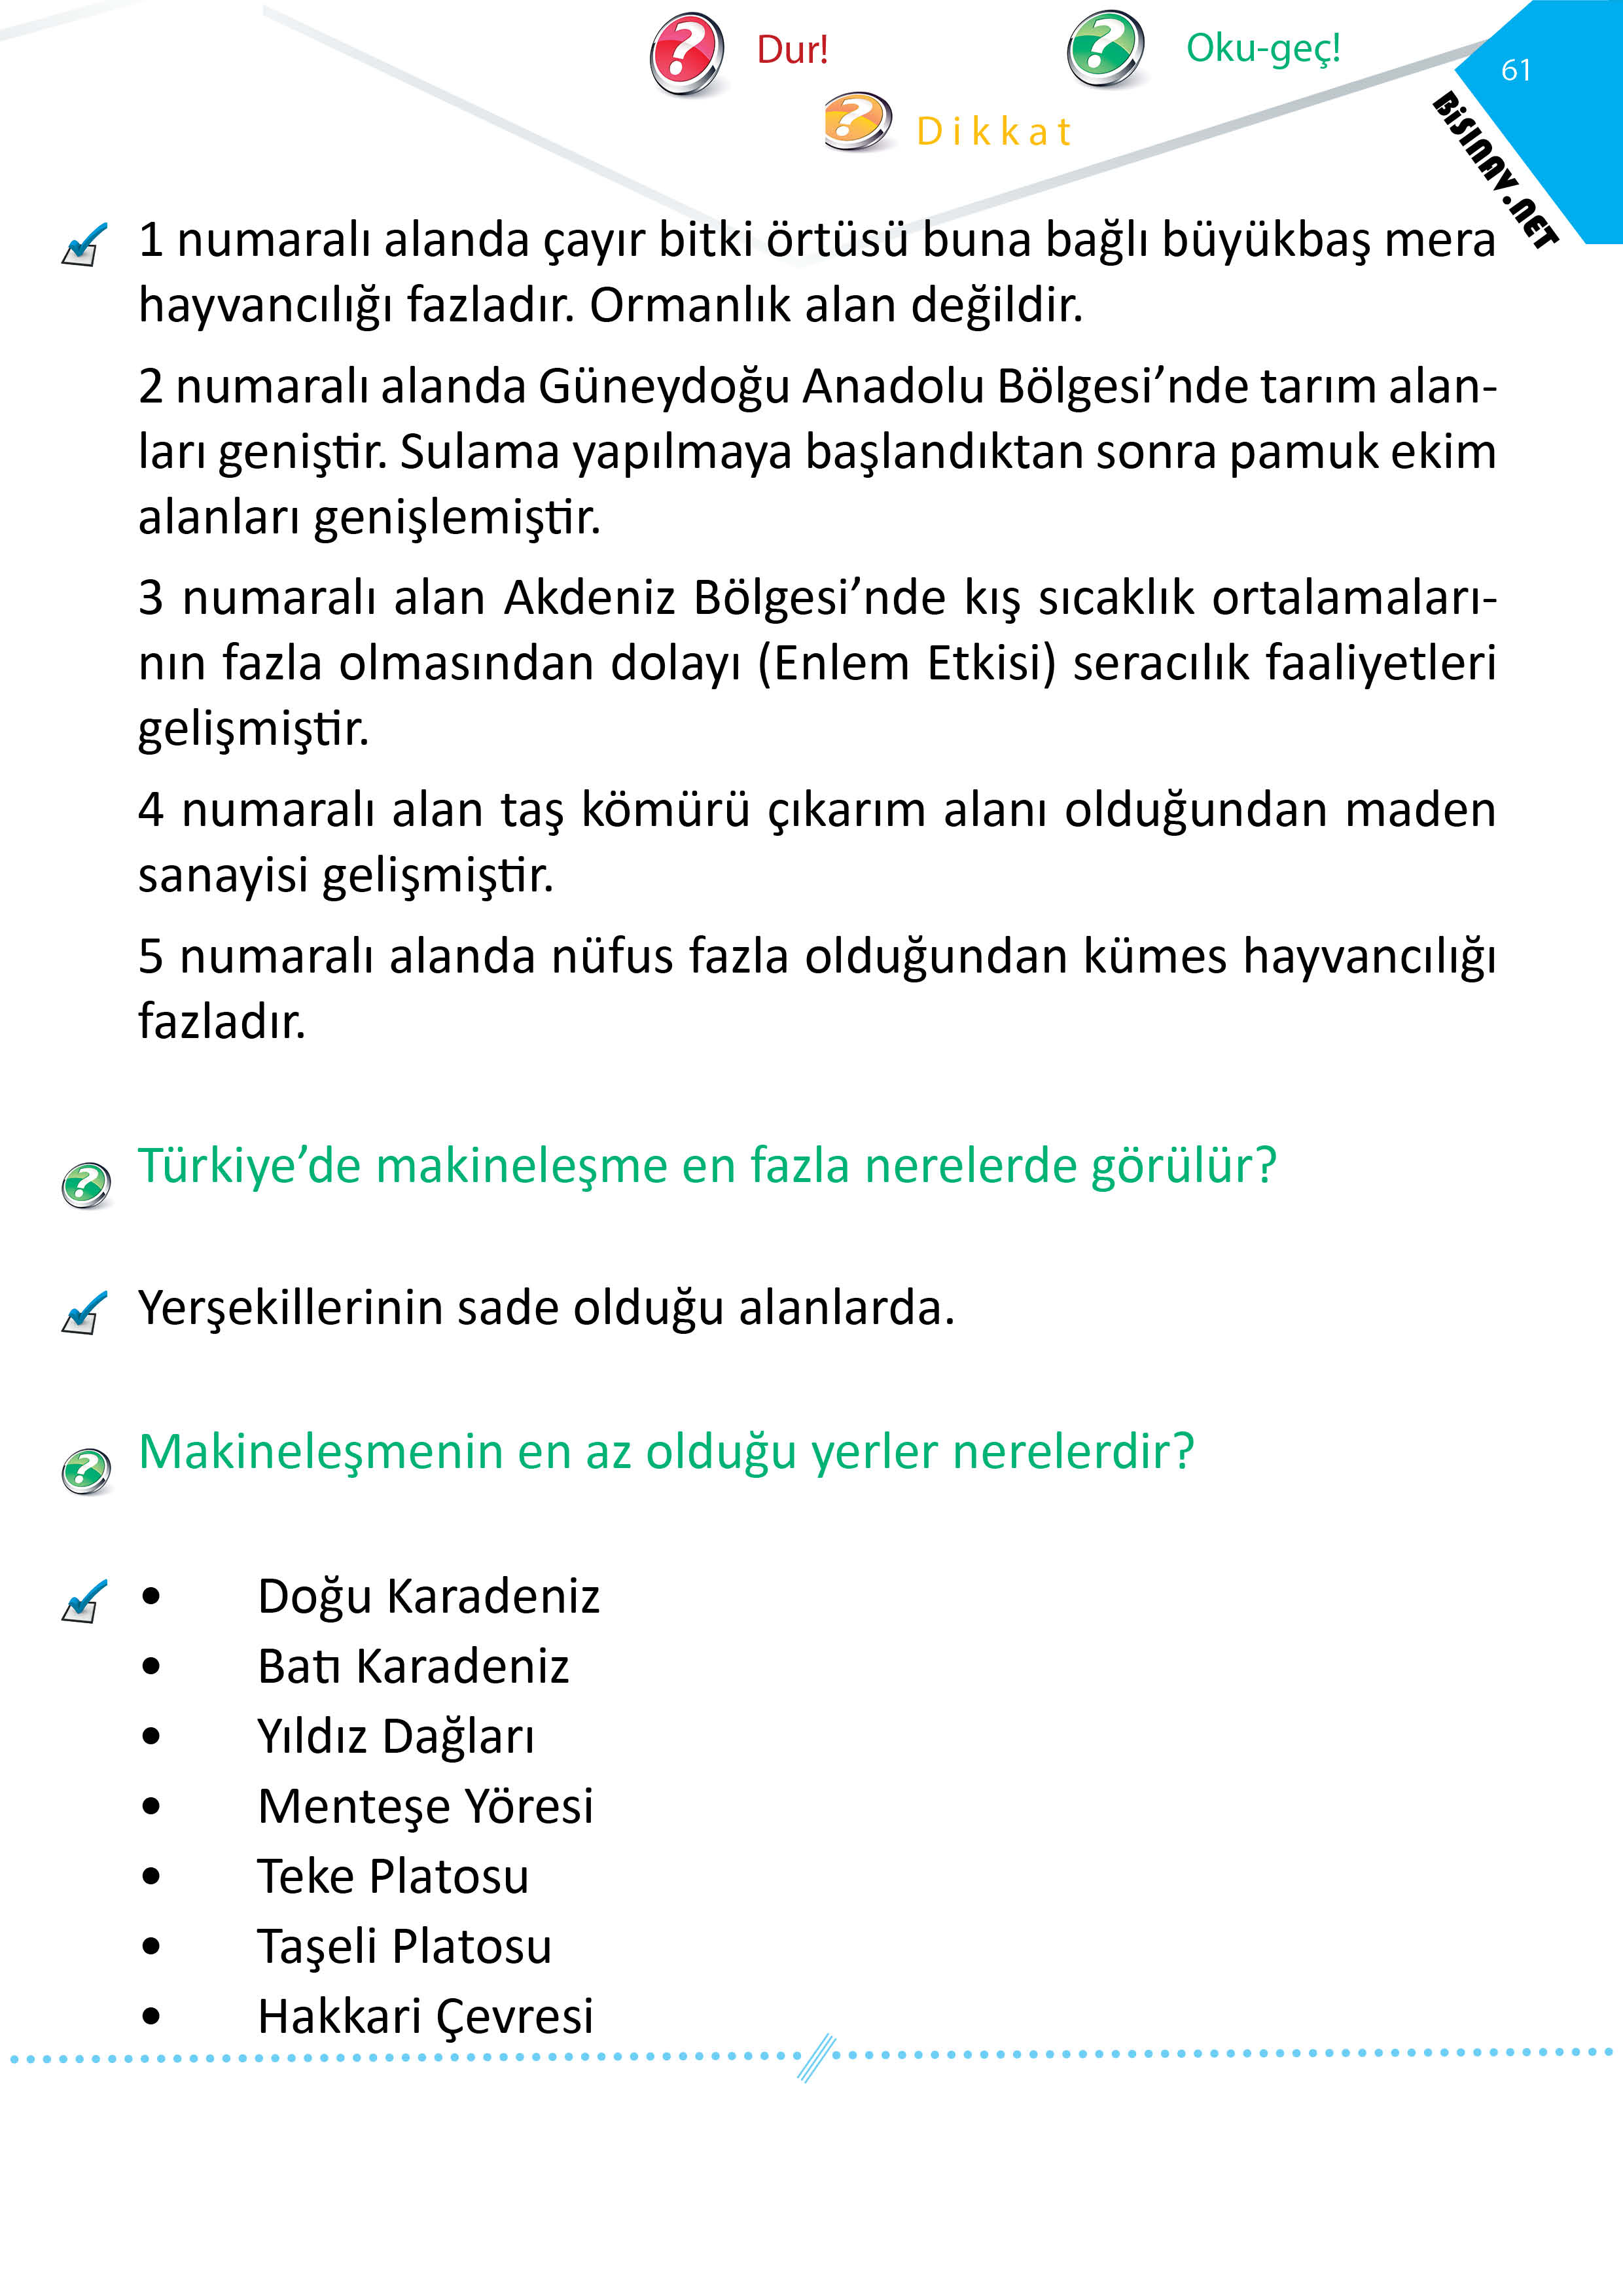 Dur!
Oku-geç!
61
Dikkat
BiSINAV.NET
1 numaralı alanda çayır bitki örtüsü buna bağlı büyükbaş mera
hayvancılığı fazladır. Ormanlık alan değildir.
2 numaralı alanda Güneydoğu Anadolu Bölgesi’nde tarım alan-
ları geniştir. Sulama yapılmaya başlandıktan sonra pamuk ekim
alanları genişlemiştir.
3 numaralı alan Akdeniz Bölgesi’nde kış sıcaklık ortalamaları-
nın fazla olmasından dolayı (Enlem Etkisi) seracılık faaliyetleri
gelişmiştir.
4 numaralı alan taş kömürü çıkarım alanı olduğundan maden
sanayisi gelişmiştir.
5 numaralı alanda nüfus fazla olduğundan kümes hayvancılığı
fazladır.
Türkiye’de makineleşme en fazla nerelerde görülür?
Yerşekillerinin sade olduğu alanlarda.
Makineleşmenin en az olduğu yerler nerelerdir?
• Doğu Karadeniz
• Batı Karadeniz
• Yıldız Dağları
• Menteşe Yöresi
• Teke Platosu
• Taşeli Platosu
• Hakkari Çevresi